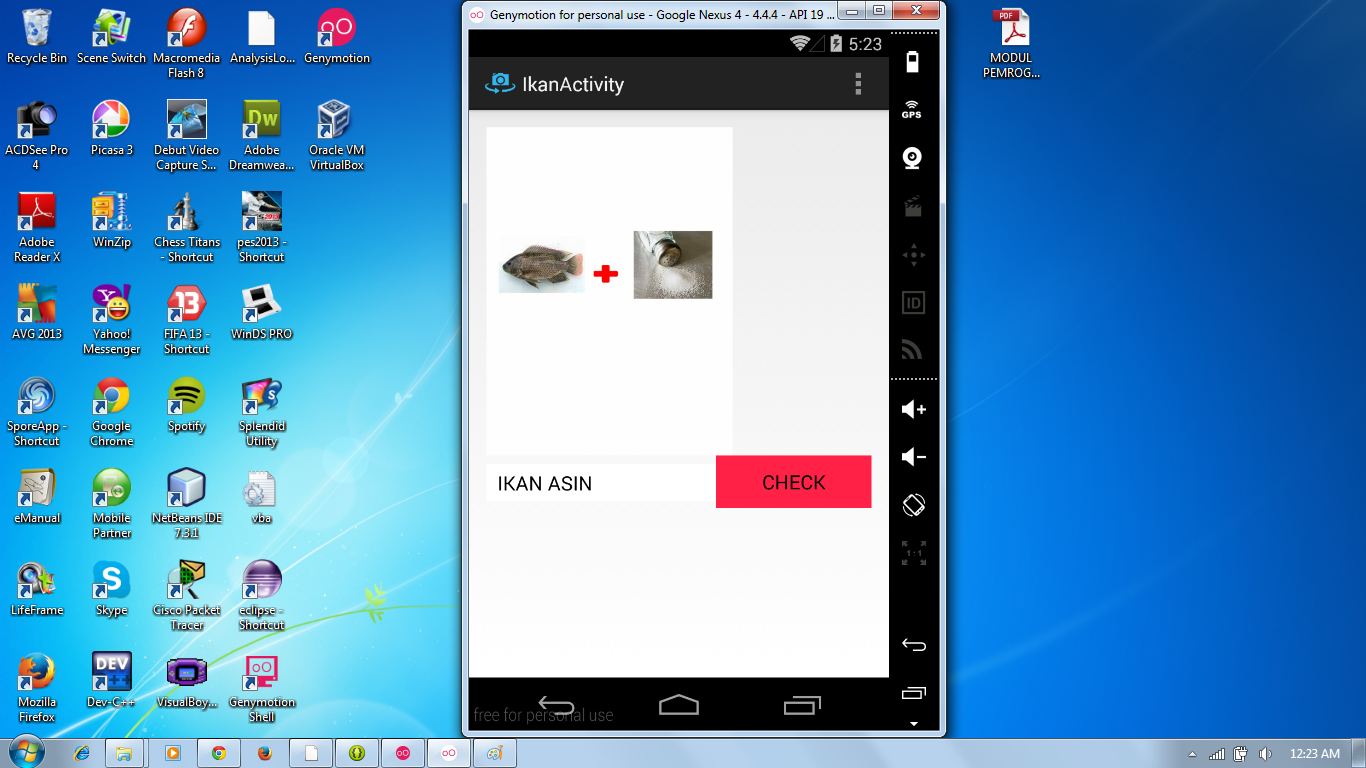 Recycle Bin
Scene Switch
Macromedia
Flash 8
AnalysisLo...
Genymotion
ACDSee Pro
4
Picasa 3
Debut Video
Capture S...
Dw
Adobe
Dreamwea...
Oracle VM
VirtualBox
Adobe
Reader X
WinZip
Chess Titans
- Shortcut
2013
pes2013 -
Shortcut
AVG 2013
Yahoo!
Messenger
13
FIFA 13 -
Shortcut
WinDS PRO
SporeApp -
Shortcut
Google
Chrome
Spotify
Splendid
Utility
eManual
Mobile
Partner
NetBeans IDE
7.3.1
vba
LifeFrame
Skype
Cisco Packet
Tracer
eclipse -
Shortcut
Mozilla
Firefox
DEV
Dev-C++
VisualBoy...
Genymotion
Shell
Genymotion for personal use - Google Nexus 4 - 4.4.4 - API 19 ...
5:23
IkanActivity
IKAN ASIN
CHECK
free for personal use
GPS
ID
1:1
PDF
MODUL
PEMROG...
12:23 AM